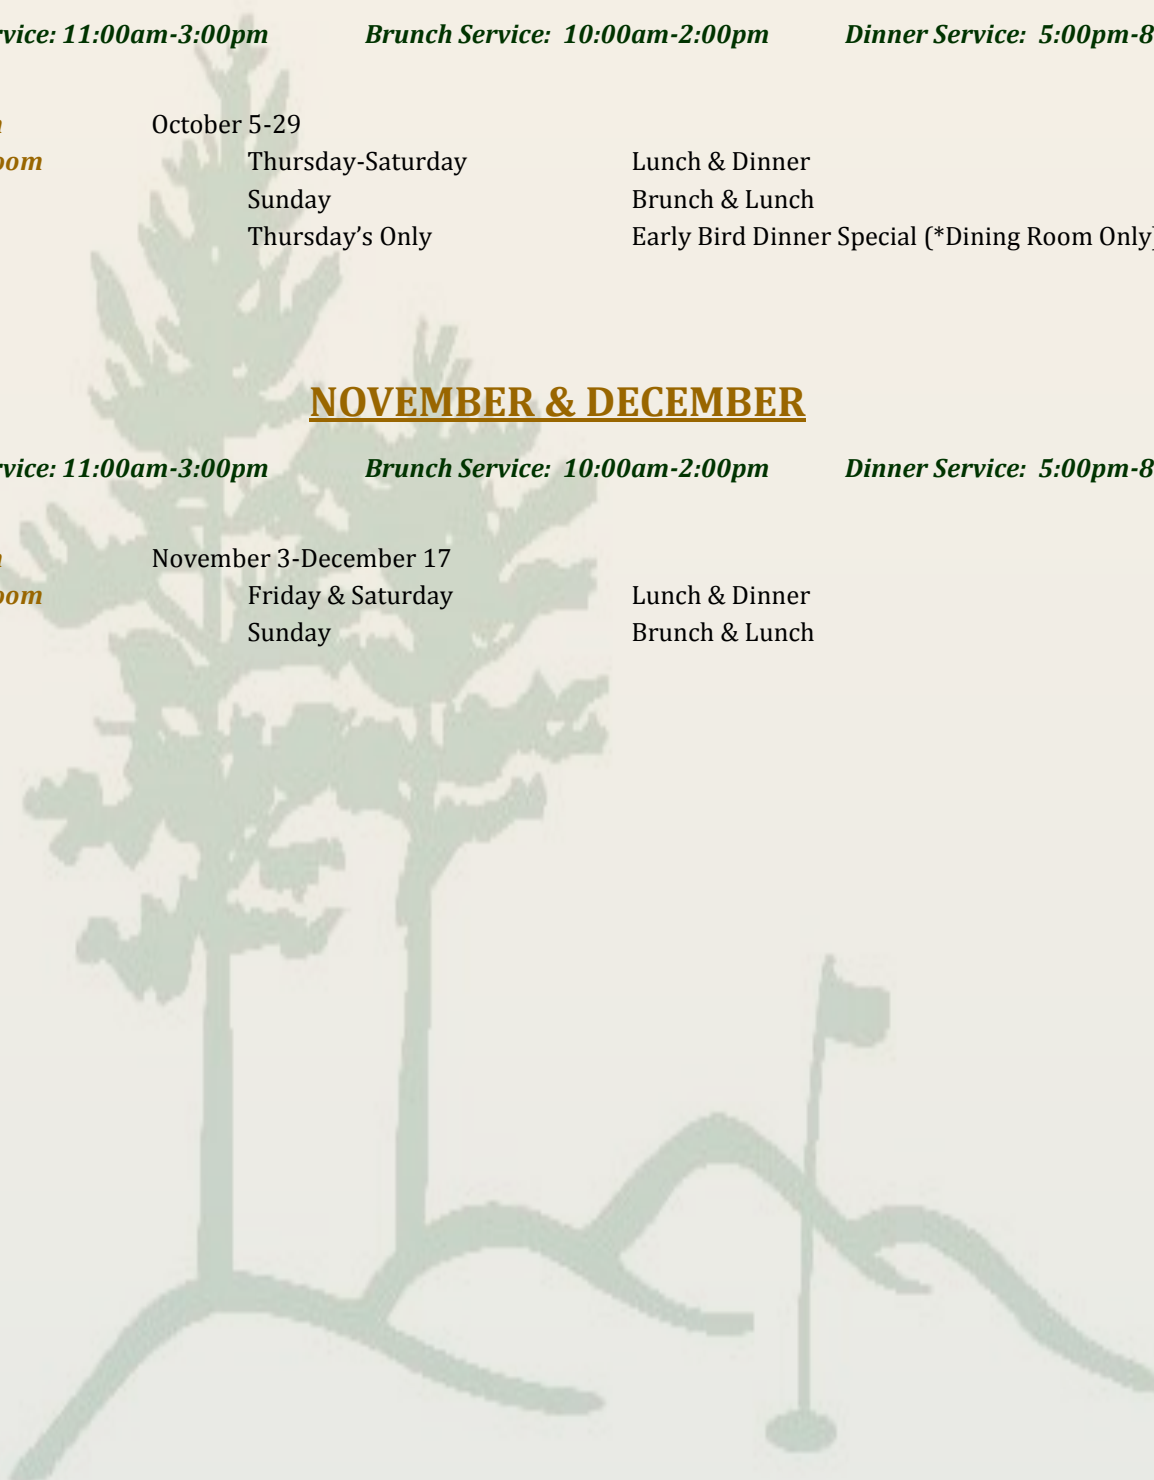 rvice: 11:00am-3:00pm Brunch Service: 10:00am-2:00pm Dinner Service: 5:00pm-8
October 5-29
oom Thursday-Saturday Lunch & Dinner
Sunday Brunch & Lunch
Thursday’s Only Early Bird Dinner Special (*Dining Room Only)
NOVEMBER & DECEMBER
rvice: 11:00am-3:00pm Brunch Service: 10:00am-2:00pm Dinner Service: 5:00pm-8
November 3-December 17
oom Friday & Saturday Lunch & Dinner
Sunday Brunch & Lunch